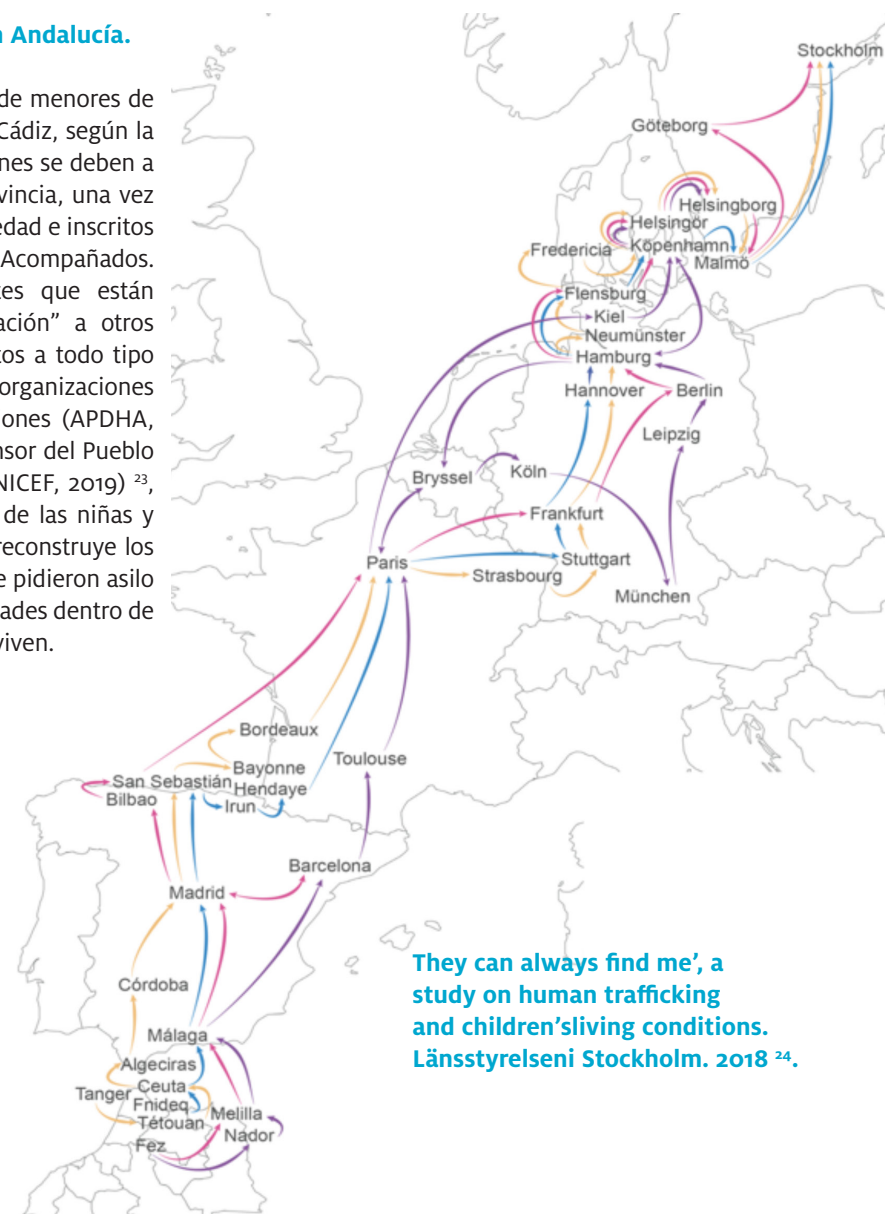 n Andalucía.
de menores de
Cádiz, según la
nes se deben a
vincia, una vez
edad e inscritos
Acompañados.
tes que están
ación” a otros
tos a todo tipo
organizaciones
ones (APDHA,
nsor del Pueblo
NICEF, 2019) ²³,
de las niñas y
reconstruye los
e pidieron asilo
ades dentro de
viven.
Stockholm
Göteborg
Helsingborg
Helsingör
Fredericia
Köpenhamn
Malmö
Flensburg
Kiel
Neumünster
Hamburg
Hannover
Berlin
Leipzig
Bryssel
Köln
Frankfurt
Paris
Stuttgart
Strasbourg
München
Bordeaux
Toulouse
Bayonne
San Sebastián
Hendaye
Bilbao
Irun
Barcelona
Madrid
Córdoba
Málaga
Algeciras
Ceuta
Tanger
Fnideq
Melilla
Tétouan
Nador
Fez
They can always find me’, a
study on human trafficking
and children’sliving conditions.
Länsstyrelseni Stockholm. 2018 ²⁴.